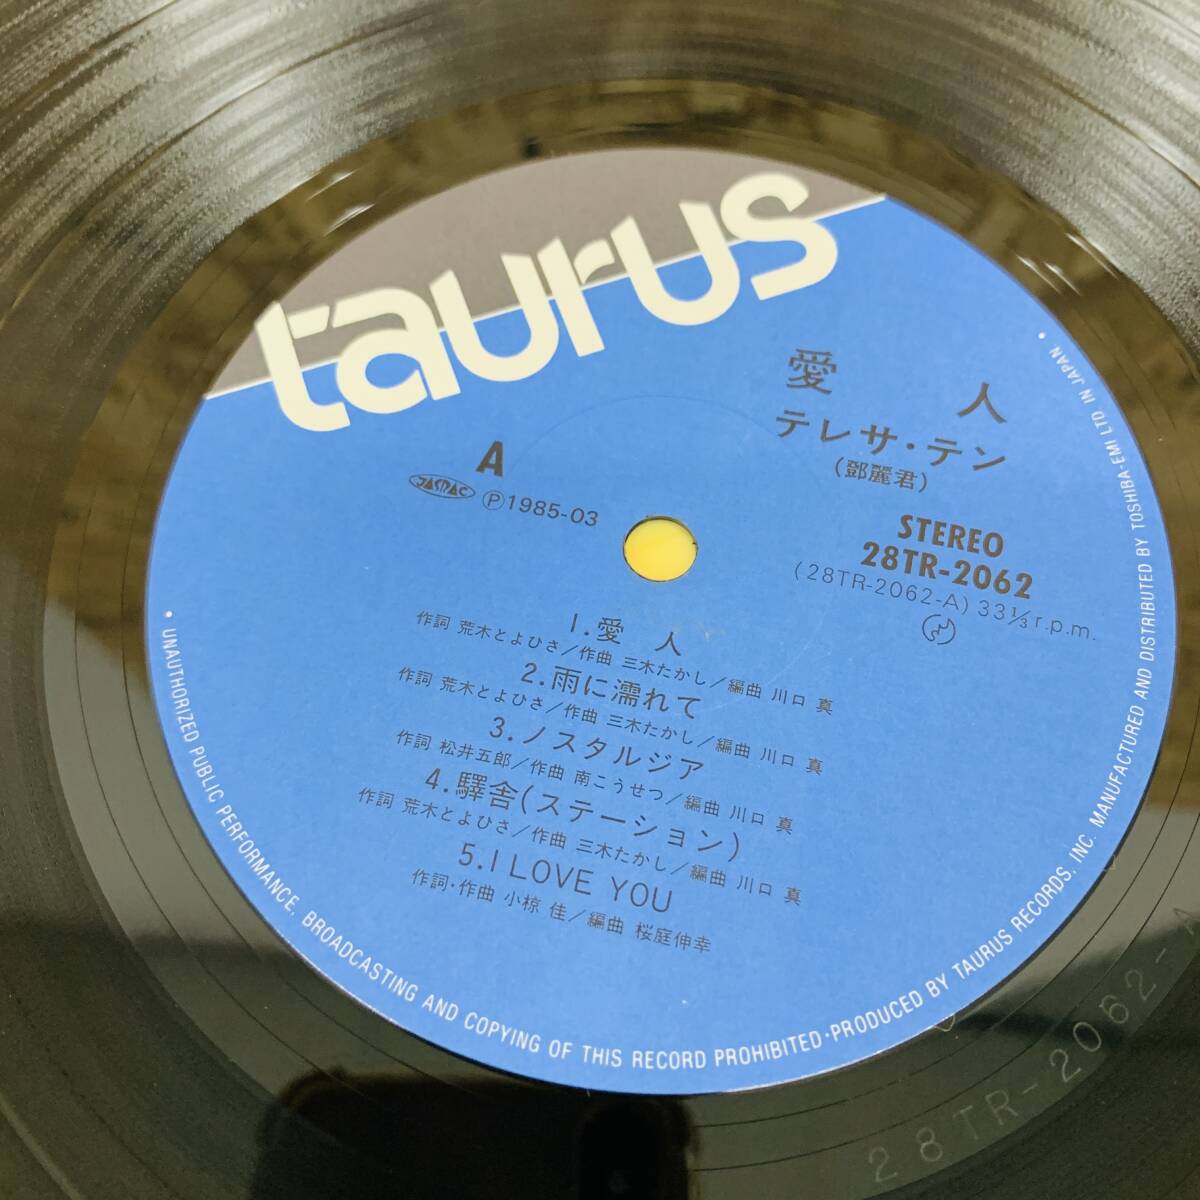 taurus
愛人
テレサ・テン
(鄧麗君)
A
JASRAC
Ⓟ1985-03
STEREO
28TR-2062
(28TR-2062-A) 33⅓ r.p.m.
1.愛 人
作詞 荒木とよひさ/作曲 三木たかし/編曲 川口 真
2.雨に濡れて
作詞 荒木とよひさ/作曲 三木たかし/編曲 川口 真
3.ノスタルジア
作詞 松井五郎/作曲 南こうせつ/編曲 川口 真
4.驛舎(ステーション)
作詞 荒木とよひさ/作曲 三木たかし/編曲 川口 真
5.I LOVE YOU
作詞・作曲 小椋 佳/編曲 桜庭伸幸
• UNAUTHORIZED PUBLIC PERFORMANCE, BROADCASTING AND COPYING OF THIS RECORD PROHIBITED・PRODUCED BY TAURUS RECORDS, INC. MANUFACTURED AND DISTRIBUTED BY TOSHIBA-EMI LTD IN JAPAN. •
28TR-2062-A